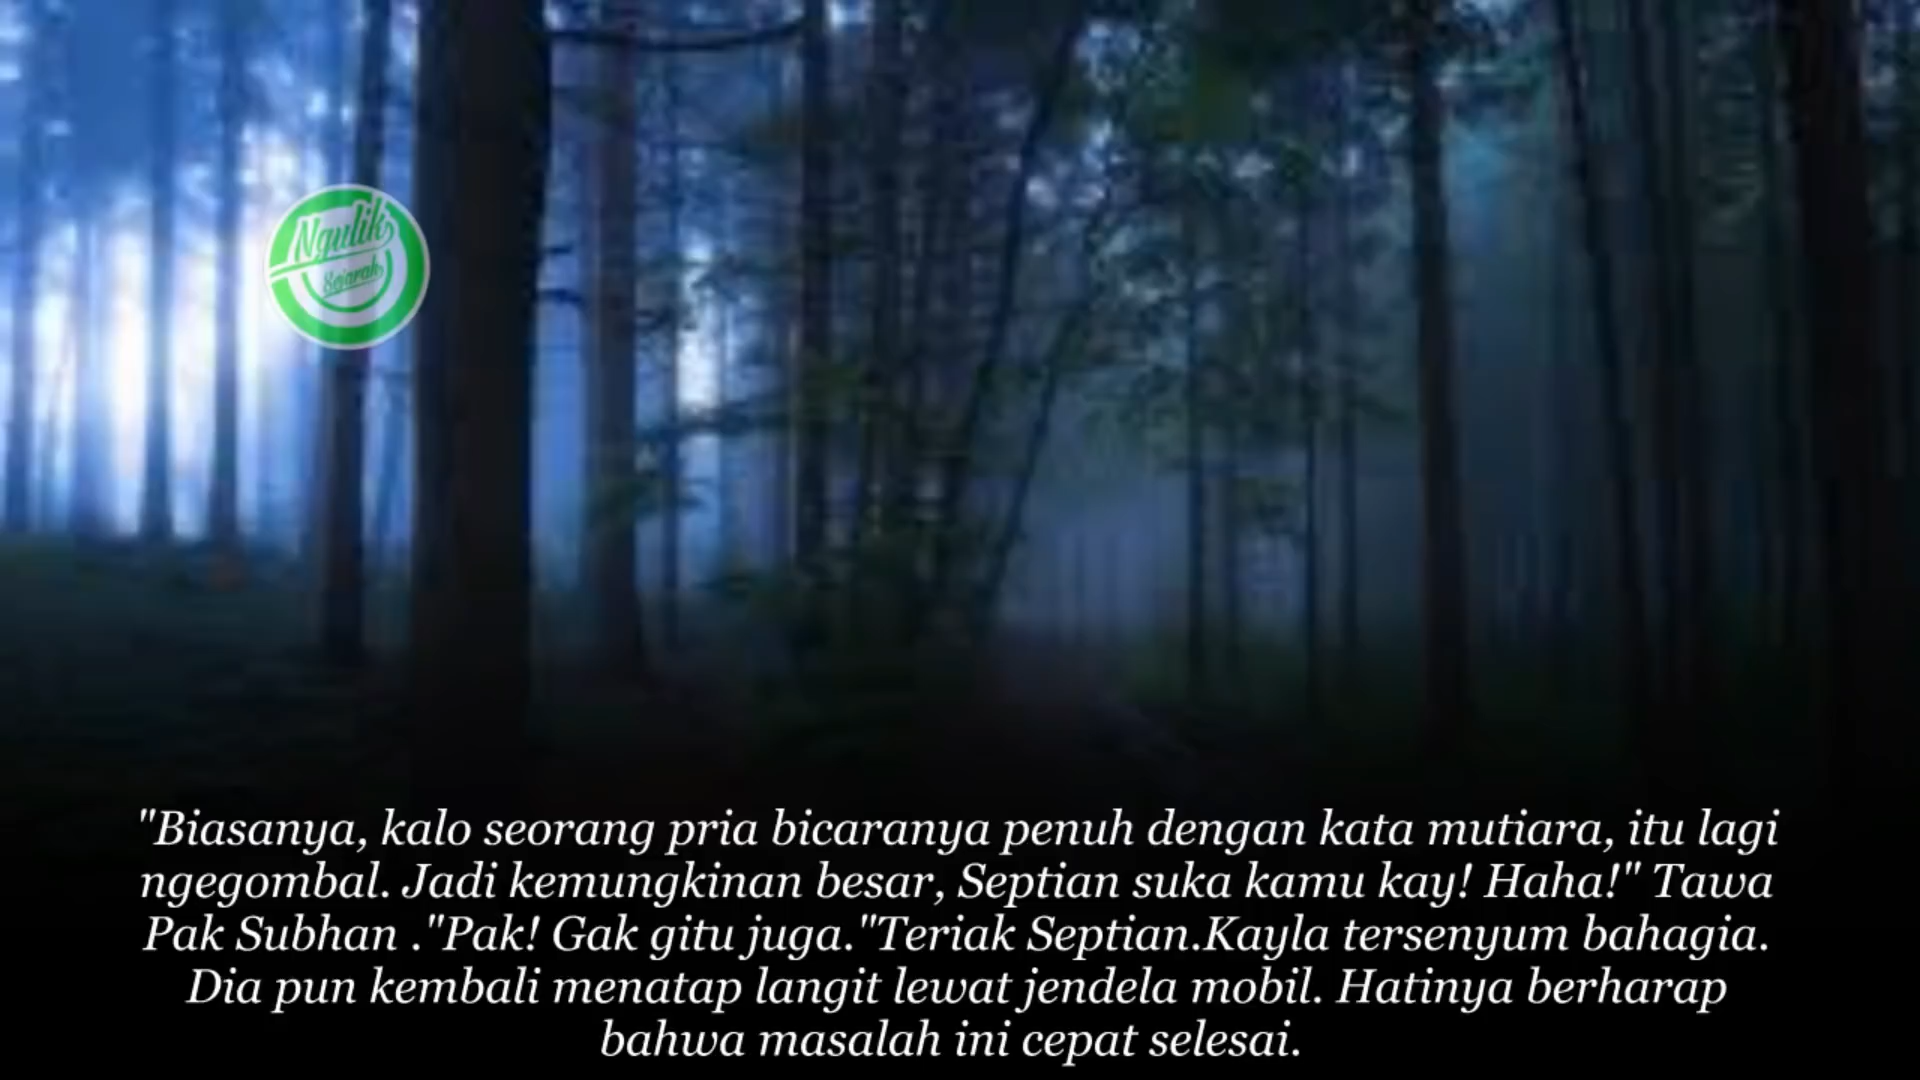 Ngulik
Sejarah
"Biasanya, kalo seorang pria bicaranya penuh dengan kata mutiara, itu lagi
ngegombal. Jadi kemungkinan besar, Septian suka kamu kay! Haha!" Tawa
Pak Subhan ."Pak! Gak gitu juga."Teriak Septian.Kayla tersenyum bahagia.
Dia pun kembali menatap langit lewat jendela mobil. Hatinya berharap
bahwa masalah ini cepat selesai.